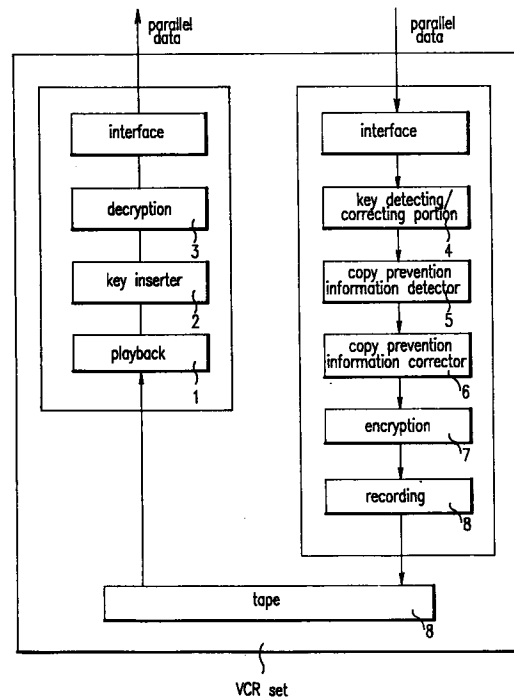 parallel
data
parallel
data
interface
decryption
3
key inserter
2
playback
1
interface
key detecting/
correcting portion
4
copy prevention
information detector
5
copy prevention
information corrector
6
encryption
7
recording
8
tape
8
VCR set